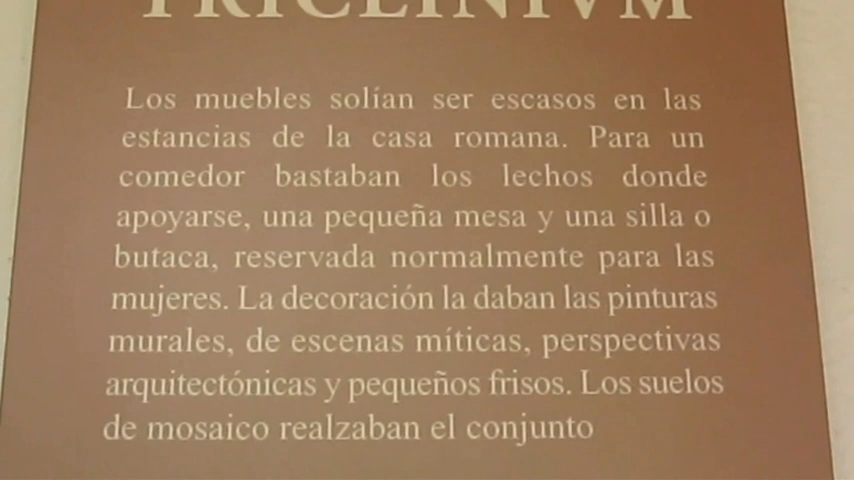 TRICLINIVM
Los muebles solían ser escasos en las
estancias de la casa romana. Para un
comedor bastaban los lechos donde
apoyarse, una pequeña mesa y una silla o
butaca, reservada normalmente para las
mujeres. La decoración la daban las pinturas
murales, de escenas míticas, perspectivas
arquitectónicas y pequeños frisos. Los suelos
de mosaico realzaban el conjunto